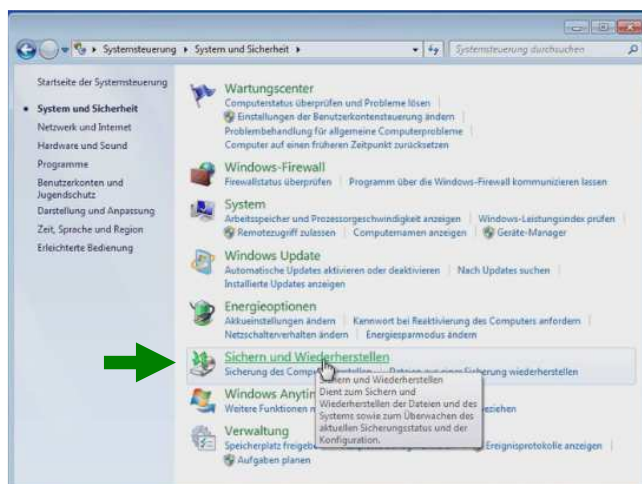 Systemsteuerung
System und Sicherheit
Systemsteuerung durchsuchen
Startseite der Systemsteuerung
System und Sicherheit
Netzwerk und Internet
Hardware und Sound
Programme
Benutzerkonten und
Jugendschutz
Darstellung und Anpassung
Zeit, Sprache und Region
Erleichterte Bedienung
Wartungscenter
Computerstatus überprüfen und Probleme lösen
Einstellungen der Benutzerkontensteuerung ändern
Problembehandlung für allgemeine Computerprobleme
Computer auf einen früheren Zeitpunkt zurücksetzen
Windows-Firewall
Firewallstatus überprüfen Programm über die Windows-Firewall kommunizieren lassen
System
Arbeitsspeicher und Prozessorgeschwindigkeit anzeigen Windows-Leistungsindex prüfen
Remotezugriff zulassen Computernamen anzeigen Geräte-Manager
Windows Update
Automatische Updates aktivieren oder deaktivieren Nach Updates suchen
Installierte Updates anzeigen
Energieoptionen
Akkueinstellungen ändern Kennwort bei Reaktivierung des Computers anfordern
Netzschalterverhalten ändern Energiesparmodus ändern
Sichern und Wiederherstellen
Sicherung des erstellen Dateien aus einer Sicherung wiederherstellen
Sichern und Wiederherstellen
Dient zum Sichern und
Wiederherstellen der Dateien und des
Systems sowie zum Überwachen des
aktuellen Sicherungsstatus und der
Konfiguration.
Windows
Weitere Funktionen
Verwaltung
Speicherplatz Ereignisprotokolle anzeigen
Aufgaben planen